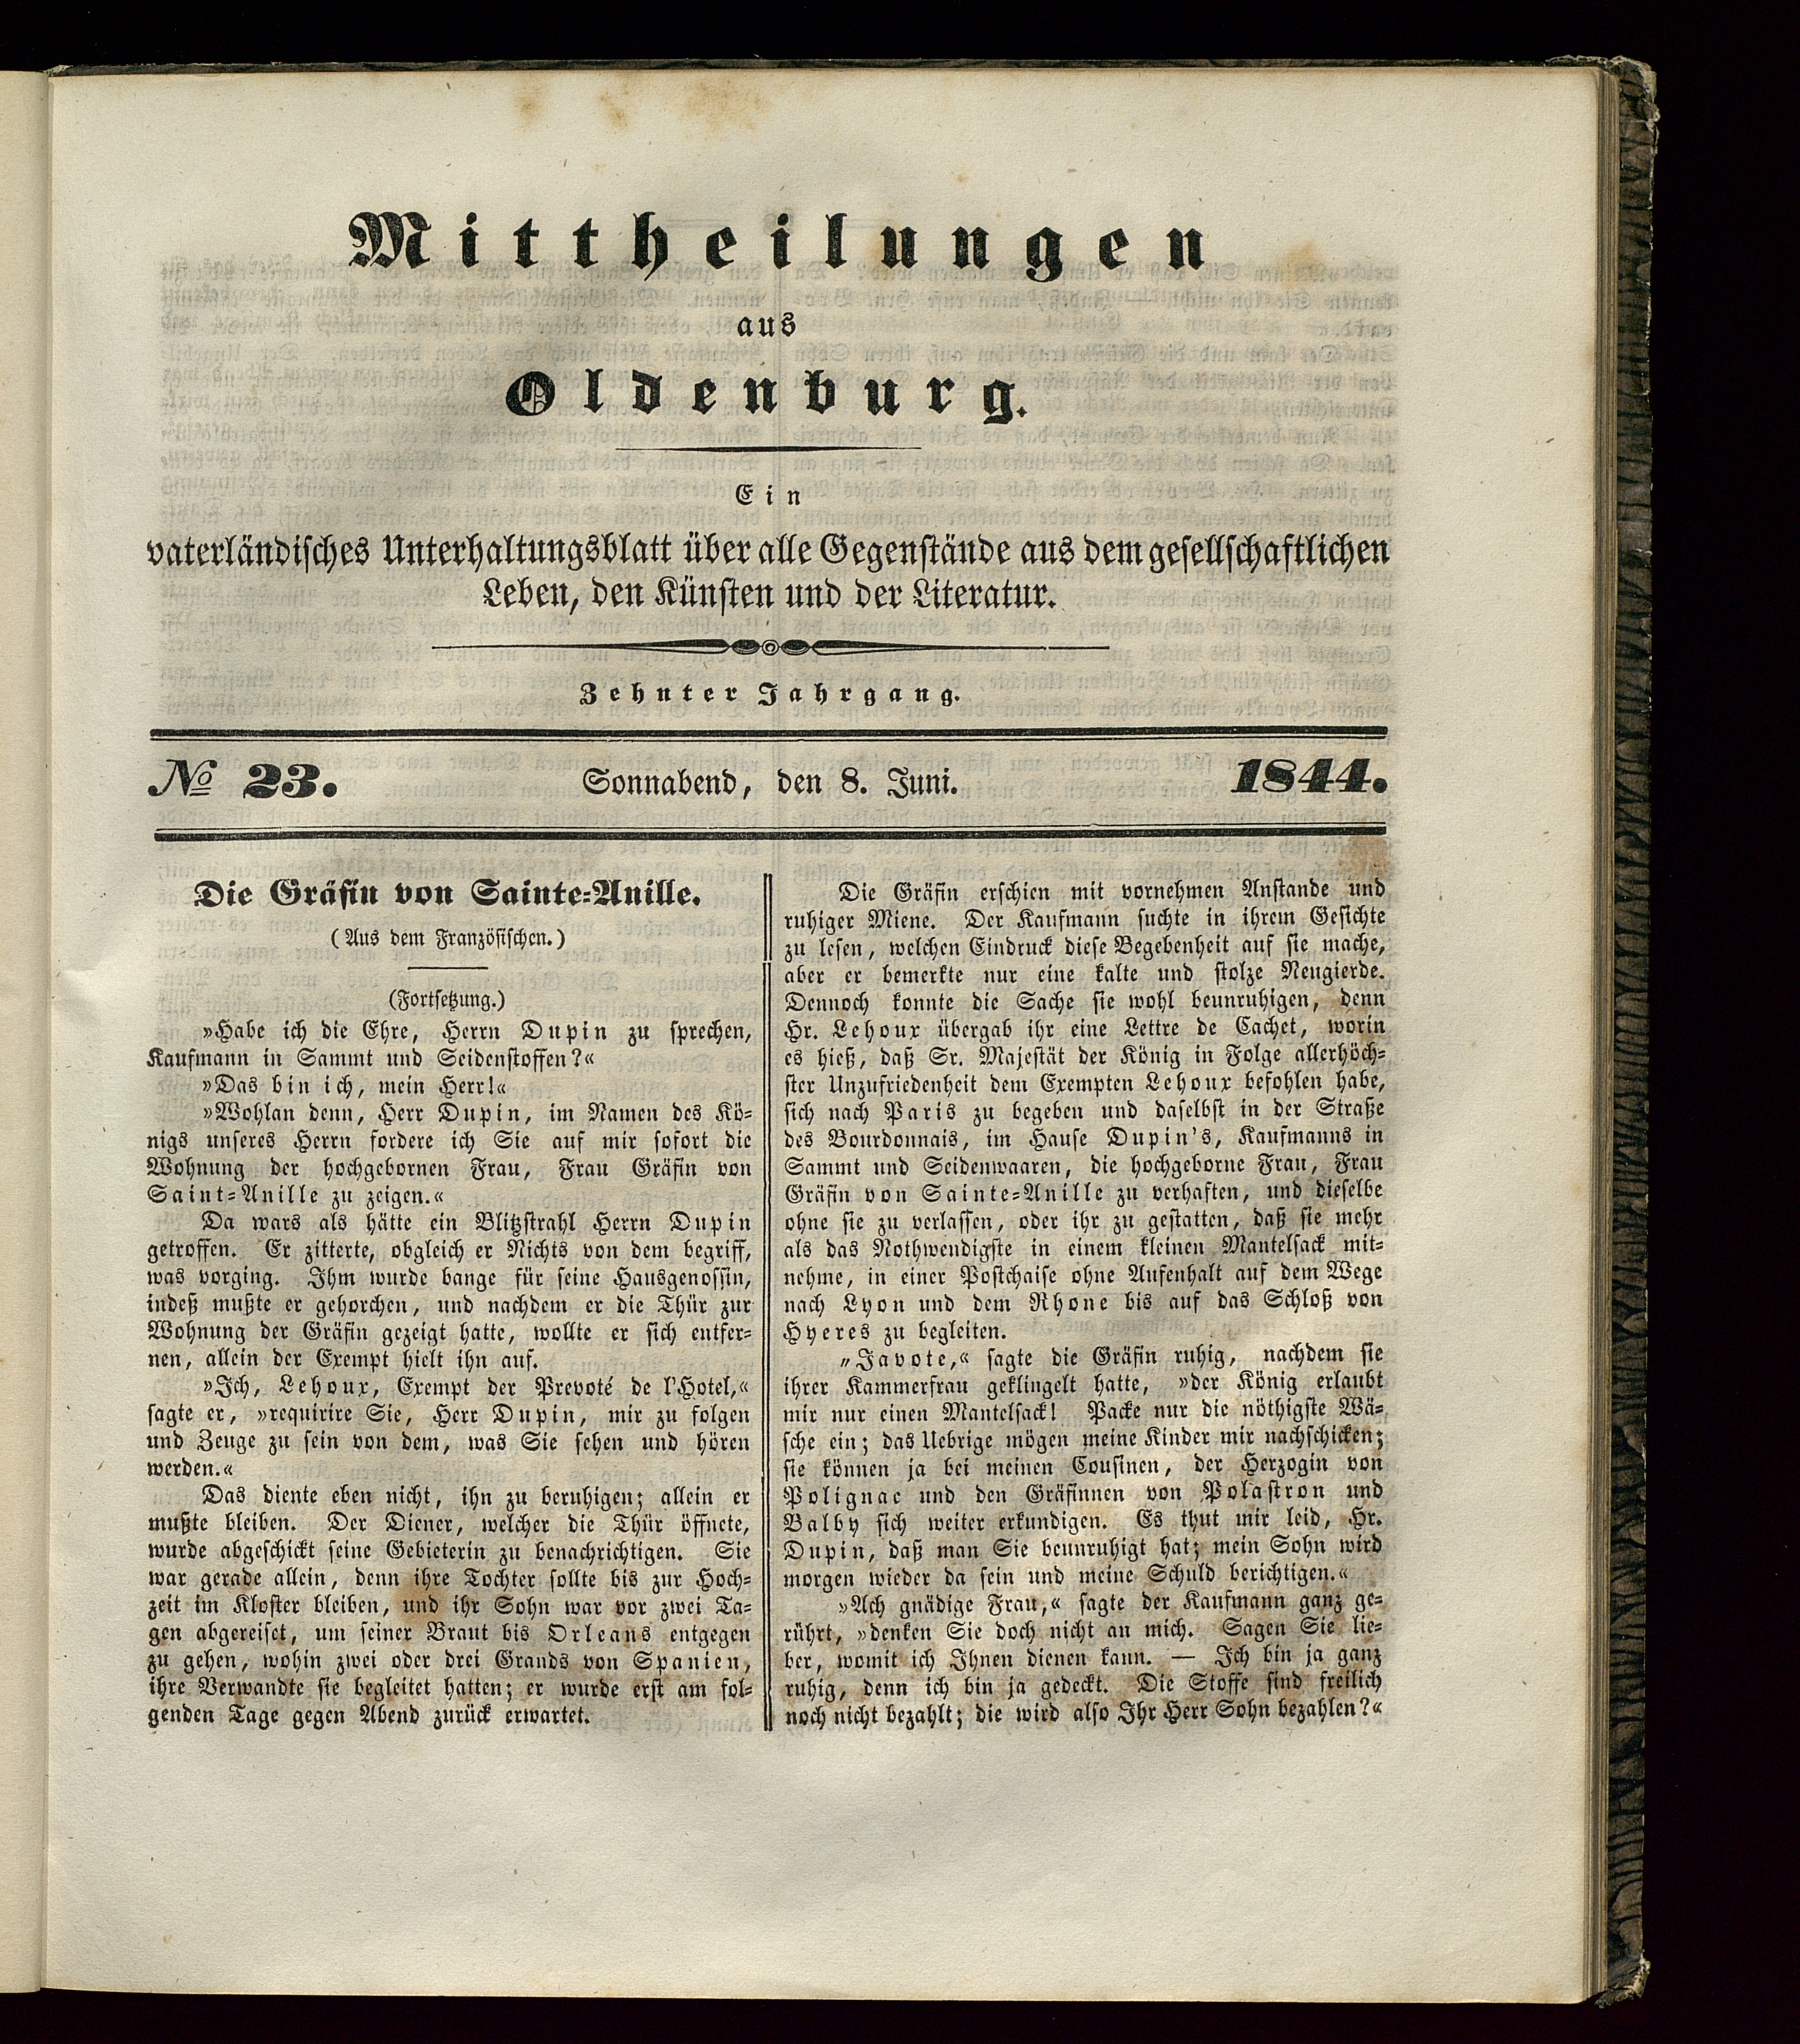 Mittheilungen
aus
Oldenburg.
Ein
vaterländisches Unterhaltungsblatt über alle Gegenstände aus dem gesellschaftlichen
Leben, den Künsten und der Literatur.
Zehnter Jahrgang.
№ 23. Sonnabend, den 8. Juni. 1844.
Die Gräfin von Sainte-Anille.
(Aus dem Französischen.)
(Fortsetzung.)
»Habe ich die Ehre, Herrn Dupin zu sprechen,
Kaufmann in Sammt und Seidenstoffen?«
»Das bin ich, mein Herr!«
»Wohlan denn, Herr Dupin, im Namen des Kö-
nigs unseres Herrn fordere ich Sie auf mir sofort die
Wohnung der hochgebornen Frau, Frau Gräfin von
Saint-Anille zu zeigen.«
Da wars als hätte ein Blitzstrahl Herrn Dupin
getroffen. Er zitterte, obgleich er Nichts von dem begriff,
was vorging. Ihm wurde bange für seine Hausgenossin,
indeß mußte er gehorchen, und nachdem er die Thür zur
Wohnung der Gräfin gezeigt hatte, wollte er sich entfer-
nen, allein der Exempt hielt ihn auf.
»Ich, Lehoux, Exempt der Prevoté de l'Hotel,«
sagte er, »requirire Sie, Herr Dupin, mir zu folgen
und Zeuge zu sein von dem, was Sie sehen und hören
werden.«
Das diente eben nicht, ihn zu beruhigen; allein er
mußte bleiben. Der Diener, welcher die Thür öffnete,
wurde abgeschickt seine Gebieterin zu benachrichtigen. Sie
war gerade allein, denn ihre Tochter sollte bis zur Hoch-
zeit im Kloster bleiben, und ihr Sohn war vor zwei Ta-
gen abgereiset, um seiner Braut bis Orleans entgegen
zu gehen, wohin zwei oder drei Grands von Spanien,
ihre Verwandte sie begleitet hatten; er wurde erst am fol-
genden Tage gegen Abend zurück erwartet.
Die Gräfin erschien mit vornehmen Anstande und
ruhiger Miene. Der Kaufmann suchte in ihrem Gesichte
zu lesen, welchen Eindruck diese Begebenheit auf sie mache,
aber er bemerkte nur eine kalte und stolze Neugierde.
Dennoch konnte die Sache sie wohl beunruhigen, denn
Hr. Lehoux übergab ihr eine Lettre de Cachet, worin
es hieß, daß Sr. Majestät der König in Folge allerhöch-
ster Unzufriedenheit dem Exempten Lehoux befohlen habe,
sich nach Paris zu begeben und daselbst in der Straße
des Bourdonnais, im Hause Dupin's, Kaufmanns in
Sammt und Seidenwaaren, die hochgeborne Frau, Frau
Gräfin von Sainte-Anille zu verhaften, und dieselbe
ohne sie zu verlassen, oder ihr zu gestatten, daß sie mehr
als das Nothwendigste in einem kleinen Mantelsack mit-
nehme, in einer Postchaise ohne Aufenhalt auf dem Wege
nach Lyon und dem Rhone bis auf das Schloß von
Hyeres zu begleiten.
„Javote,« sagte die Gräfin ruhig, nachdem sie
ihrer Kammerfrau geklingelt hatte, »der König erlaubt
mir nur einen Mantelsack! Packe nur die nöthigste Wä-
sche ein; das Uebrige mögen meine Kinder mir nachschicken;
sie können ja bei meinen Cousinen, der Herzogin von
Polignac und den Gräfinnen von Polastron und
Balby sich weiter erkundigen. Es thut mir leid, Hr.
Dupin, daß man Sie beunruhigt hat; mein Sohn wird
morgen wieder da sein und meine Schuld berichtigen.«
»Ach gnädige Frau,« sagte der Kaufmann ganz ge-
rührt, »denken Sie doch nicht an mich. Sagen Sie lie-
ber, womit ich Ihnen dienen kann. — Ich bin ja ganz
ruhig, denn ich bin ja gedeckt. Die Stoffe sind freilich
noch nicht bezahlt; die wird also Ihr Herr Sohn bezahlen?«